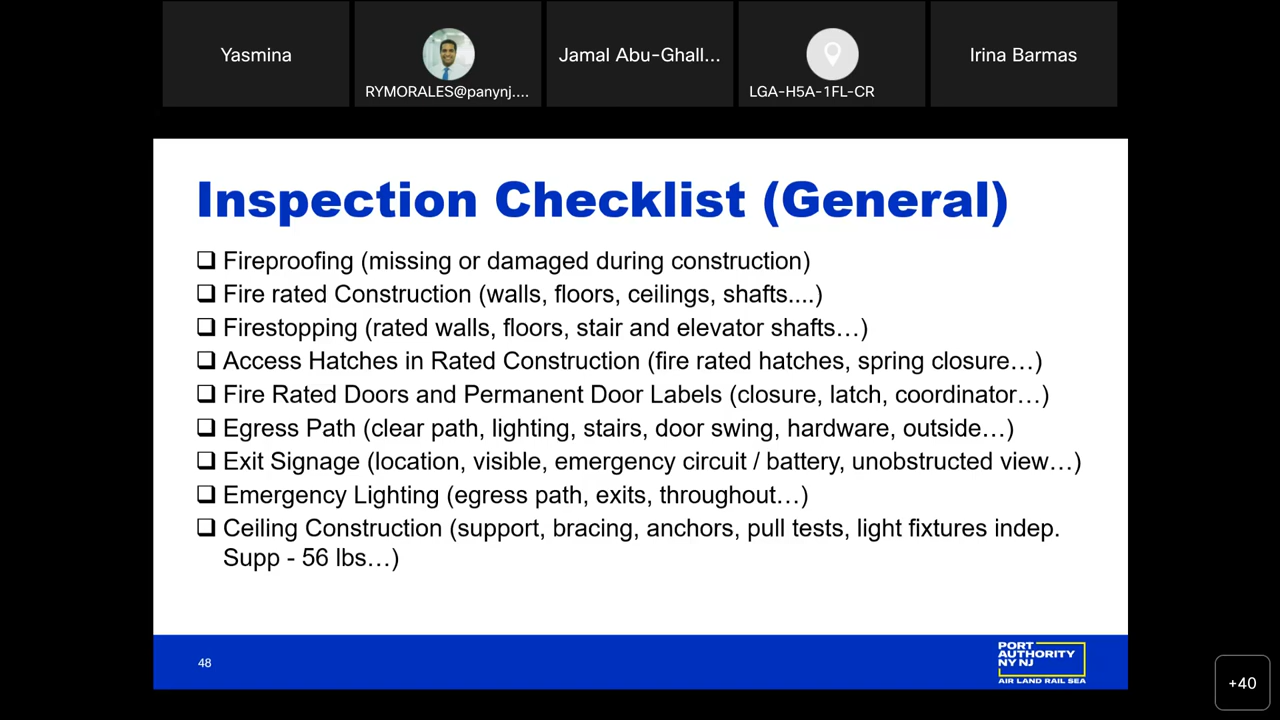 Yasmina
RYMORALES@panynj....
Jamal Abu-Ghall...
LGA-H5A-1FL-CR
Irina Barmas
Inspection Checklist (General)
❑ Fireproofing (missing or damaged during construction)
❑ Fire rated Construction (walls, floors, ceilings, shafts....)
❑ Firestopping (rated walls, floors, stair and elevator shafts…)
❑ Access Hatches in Rated Construction (fire rated hatches, spring closure…)
❑ Fire Rated Doors and Permanent Door Labels (closure, latch, coordinator…)
❑ Egress Path (clear path, lighting, stairs, door swing, hardware, outside…)
❑ Exit Signage (location, visible, emergency circuit / battery, unobstructed view…)
❑ Emergency Lighting (egress path, exits, throughout…)
❑ Ceiling Construction (support, bracing, anchors, pull tests, light fixtures indep.
Supp - 56 lbs…)
48
PORT
AUTHORITY
NY NJ
AIR LAND RAIL SEA
+40